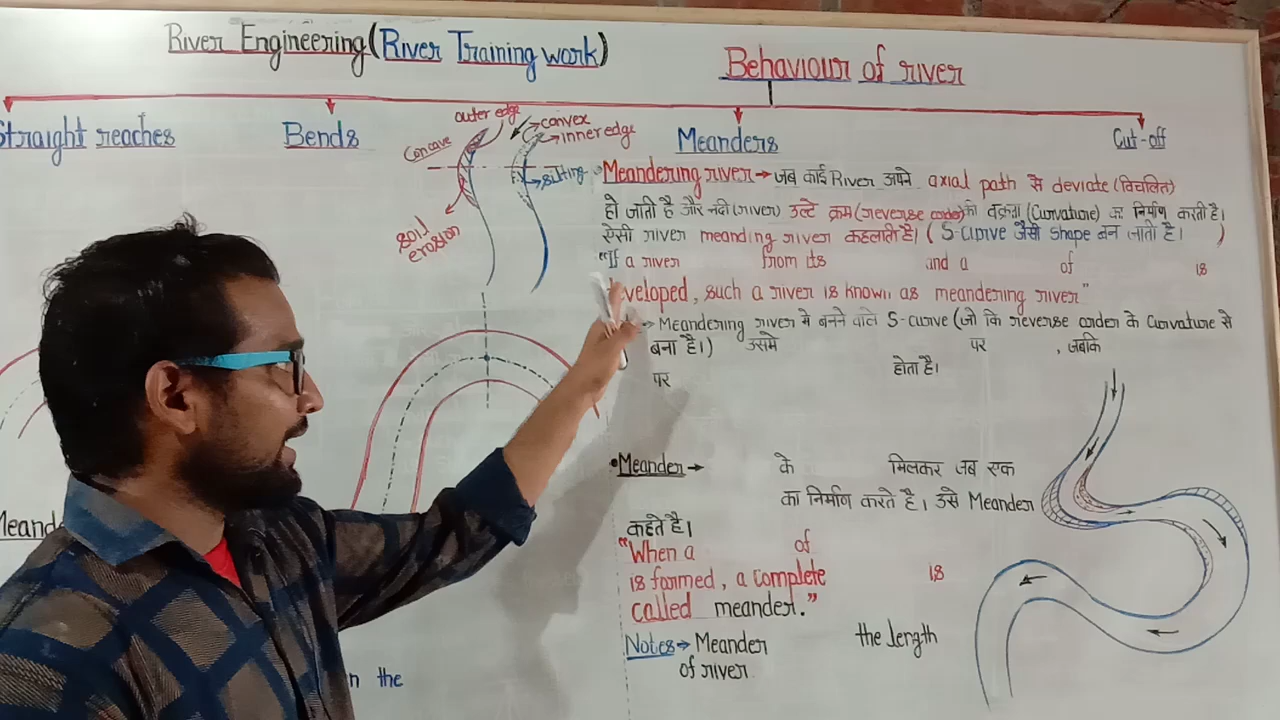 River Engineering (River Training work)
Behaviour of river
Straight reaches
Bends
Meanders
Cut-off
Concave
outer edge
convex
inner edge
silting
soil erosion
•Meandering river→ जब कोई River अपने axial path से deviate (विचलित)
हो जाती है और नदी (river) उल्टे क्रम (reverse order) को वक्रता (Curvature) का निर्माण करती है।
ऐसी river meanding river कहलाती है। ( S-curve जैसी shape बन जाता है। )
"If a river from its and a of is
eveloped, such a river is known as meandering river"
→ Meandering river मे बनने वाले S-curve (जो कि reverse order के Curvature से
बना है।) उसमे पर , जबकि
पर होता है।
•Meander→ के मिलकर जब एक
का निर्माण करते है। उसे Meander
कहते है।
"When a of
is formed, a complete is
called meander."
Notes→ Meander the length
of river
Meand
n the